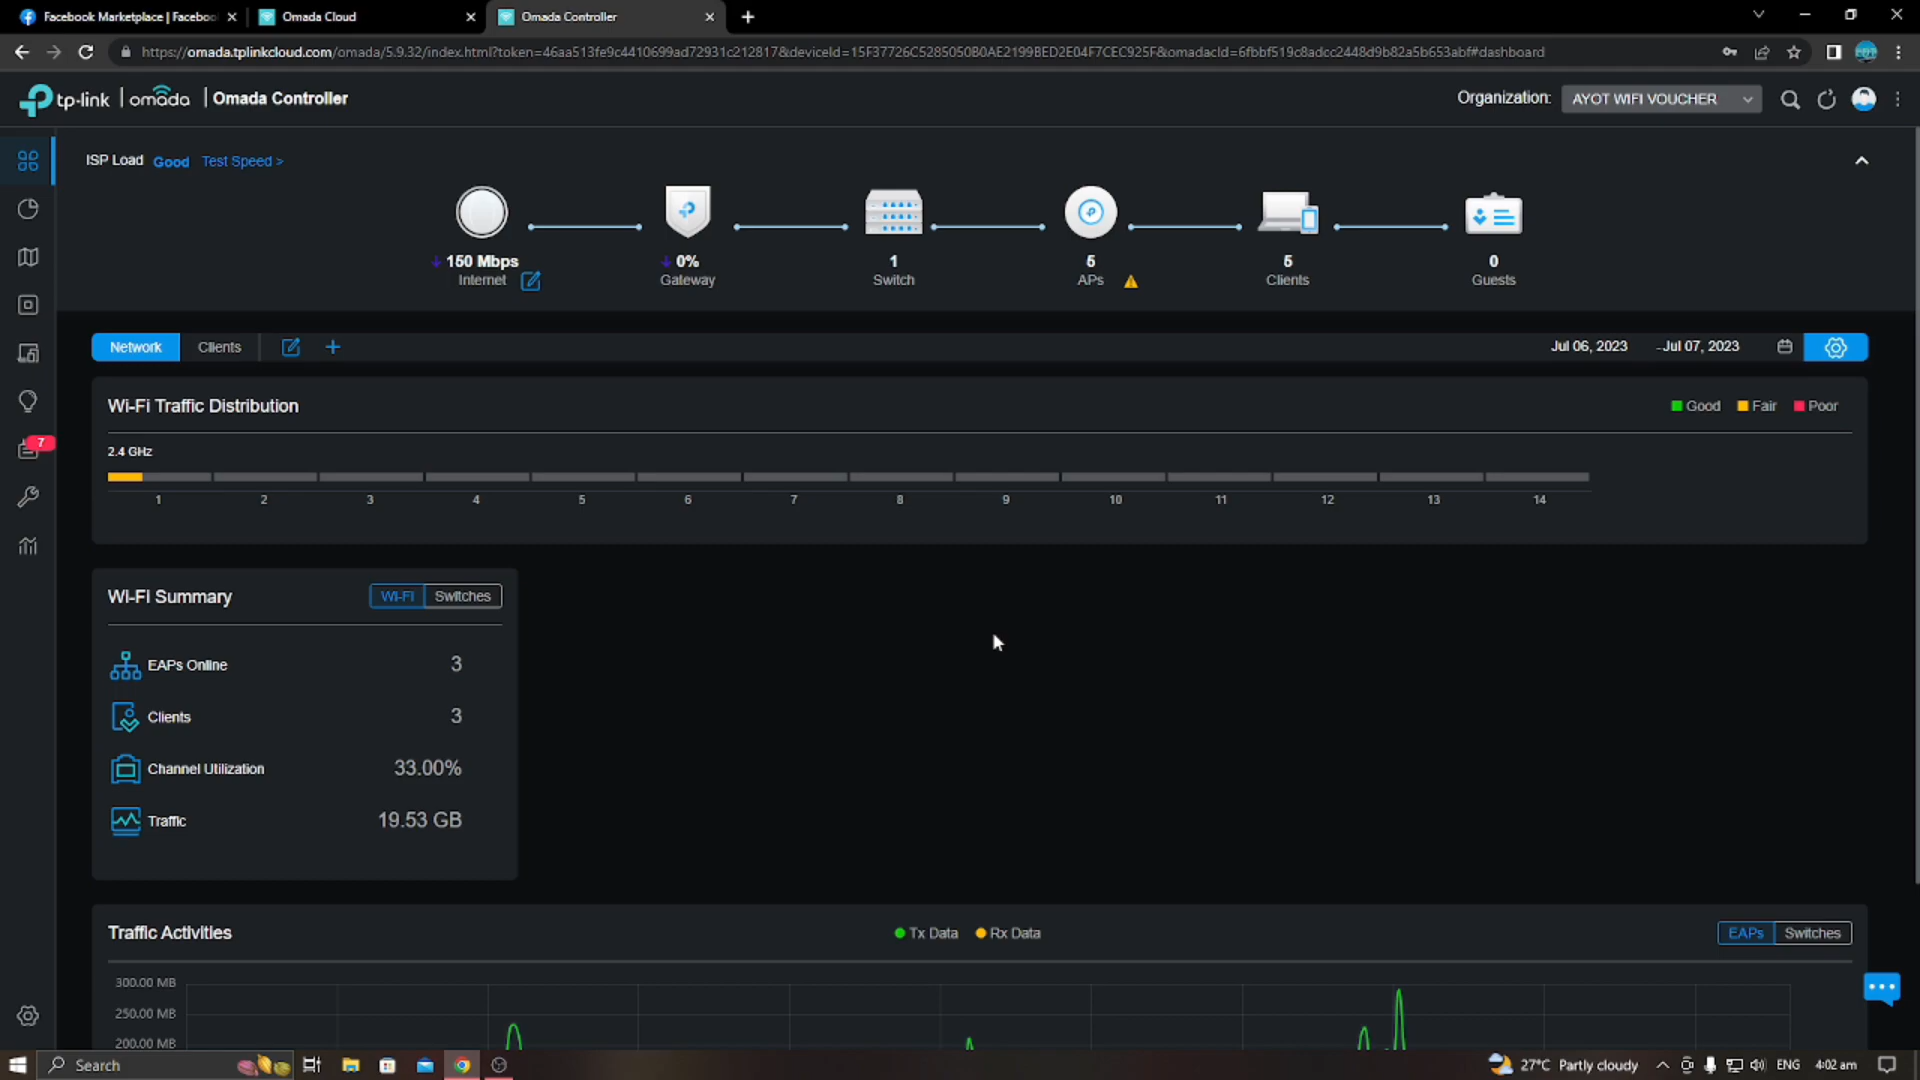 Facebook Marketplace | Faceboo
Omada Cloud
Omada Controller
https://omada.tplinkcloud.com/omada/5.9.32/index.html?token=46aa513fe9c4410699ad72931c212817&deviceId=15F37726C5285050B0AE2199BED2E04F7CEC925F&omadacId=6fbbf519c8adcc2448d9b82a5b653abf#dashboard
tp-link | omada | Omada Controller
Organization: AYOT WIFI VOUCHER
ISP Load Good Test Speed >
150 Mbps 0% 1 5 5 0
Internet Gateway Switch APs Clients Guests
Network Clients
Jul 06, 2023 - Jul 07, 2023
Wi-Fi Traffic Distribution
Good Fair Poor
2.4 GHz
1 2 3 4 5 6 7 8 9 10 11 12 13 14
7
Wi-Fi Summary
WI-FI Switches
EAPs Online 3
Clients 3
Channel Utilization 33.00%
Traffic 19.53 GB
Traffic Activities
Tx Data Rx Data
EAPs Switches
300.00 MB
250.00 MB
200.00 MB
Search
27°C Partly cloudy
ENG
4:02 am